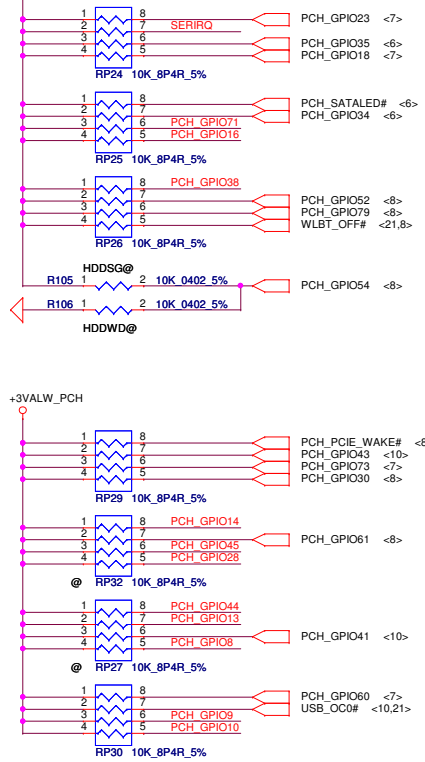 1 8 PCH_GPIO23 <7>
2 7 SERIRQ
3 6 PCH_GPIO35 <6>
4 5 PCH_GPIO18 <7>
RP24 10K_8P4R_5%
1 8 PCH_SATALED# <6>
2 7 PCH_GPIO34 <6>
3 6 PCH_GPIO71
4 5 PCH_GPIO16
RP25 10K_8P4R_5%
1 8 PCH_GPIO38
2 7 PCH_GPIO52 <8>
3 6 PCH_GPIO79 <8>
4 5 WLBT_OFF# <21,8>
RP26 10K_8P4R_5%
HDDSG@
R105 1 2 10K_0402_5% PCH_GPIO54 <8>
R106 1 2 10K_0402_5%
HDDWD@
+3VALW_PCH
1 8 PCH_PCIE_WAKE# <8
2 7 PCH_GPIO43 <10>
3 6 PCH_GPIO73 <7>
4 5 PCH_GPIO30 <8>
RP29 10K_8P4R_5%
1 8 PCH_GPIO14
2 7 PCH_GPIO61 <8>
3 6 PCH_GPIO45
4 5 PCH_GPIO28
@ RP32 10K_8P4R_5%
1 8 PCH_GPIO44
2 7 PCH_GPIO13
3 6 PCH_GPIO41 <10>
4 5 PCH_GPIO8
@ RP27 10K_8P4R_5%
1 8 PCH_GPIO60 <7>
2 7 USB_OC0# <10,21>
3 6 PCH_GPIO9
4 5 PCH_GPIO10
RP30 10K_8P4R_5%